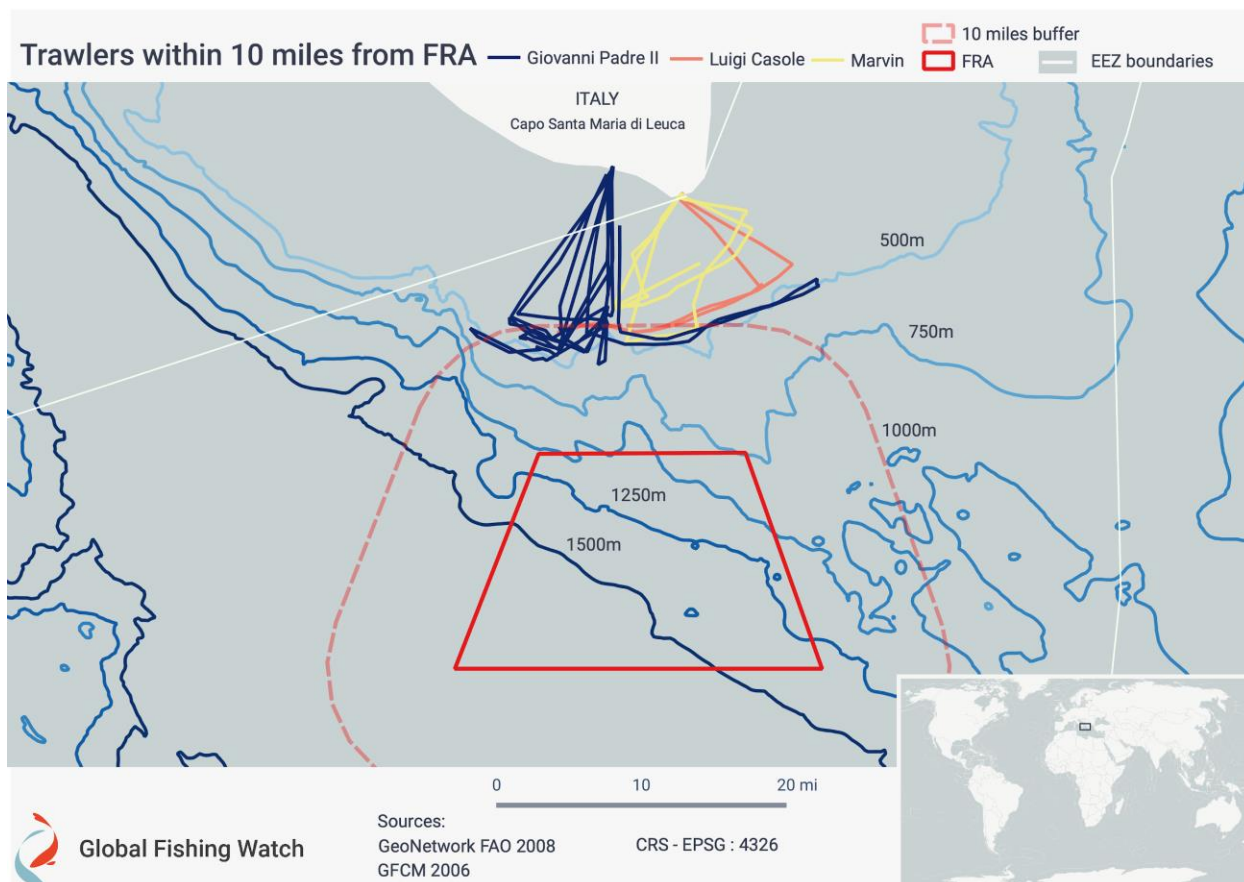 Trawlers within 10 miles from FRA
Giovanni Padre II
Luigi Casole
Marvin
10 miles buffer
FRA
EEZ boundaries
ITALY
Capo Santa Maria di Leuca
500m
750m
1000m
1250m
1500m
0 10 20 mi
Global Fishing Watch
Sources:
GeoNetwork FAO 2008
GFCM 2006
CRS - EPSG : 4326